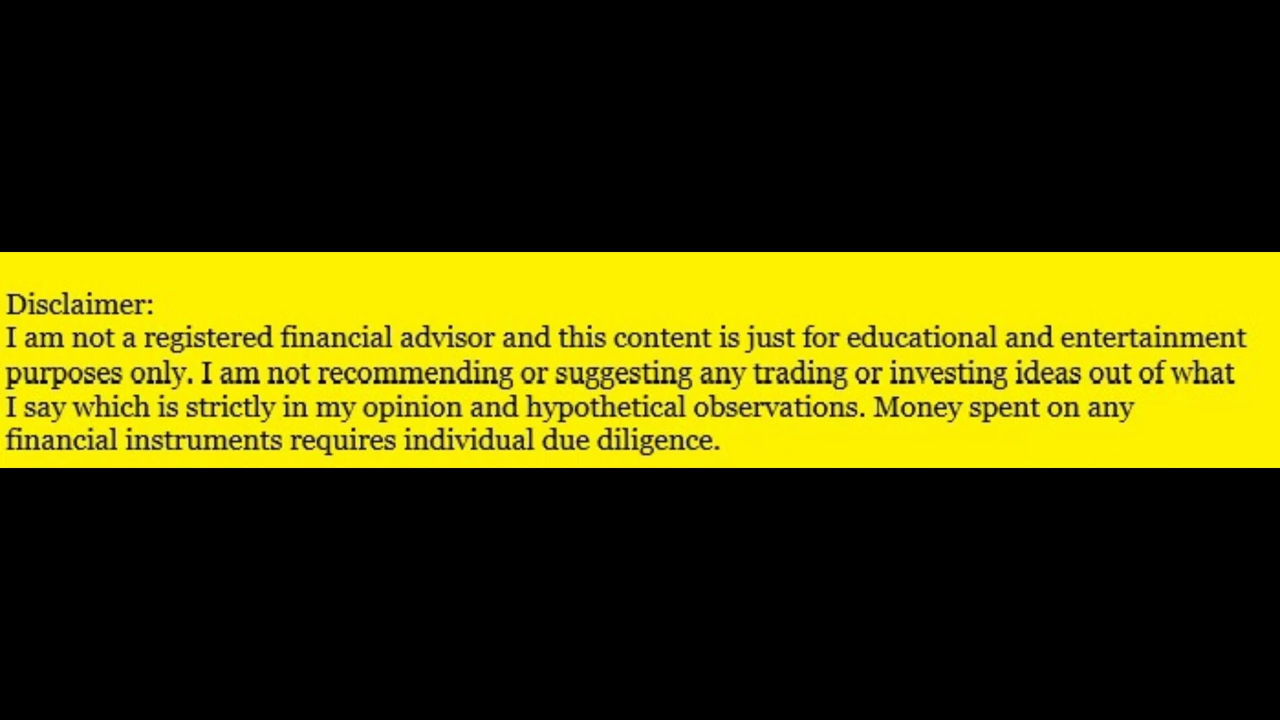 Disclaimer:
I am not a registered financial advisor and this content is just for educational and entertainment
purposes only. I am not recommending or suggesting any trading or investing ideas out of what
I say which is strictly in my opinion and hypothetical observations. Money spent on any
financial instruments requires individual due diligence.